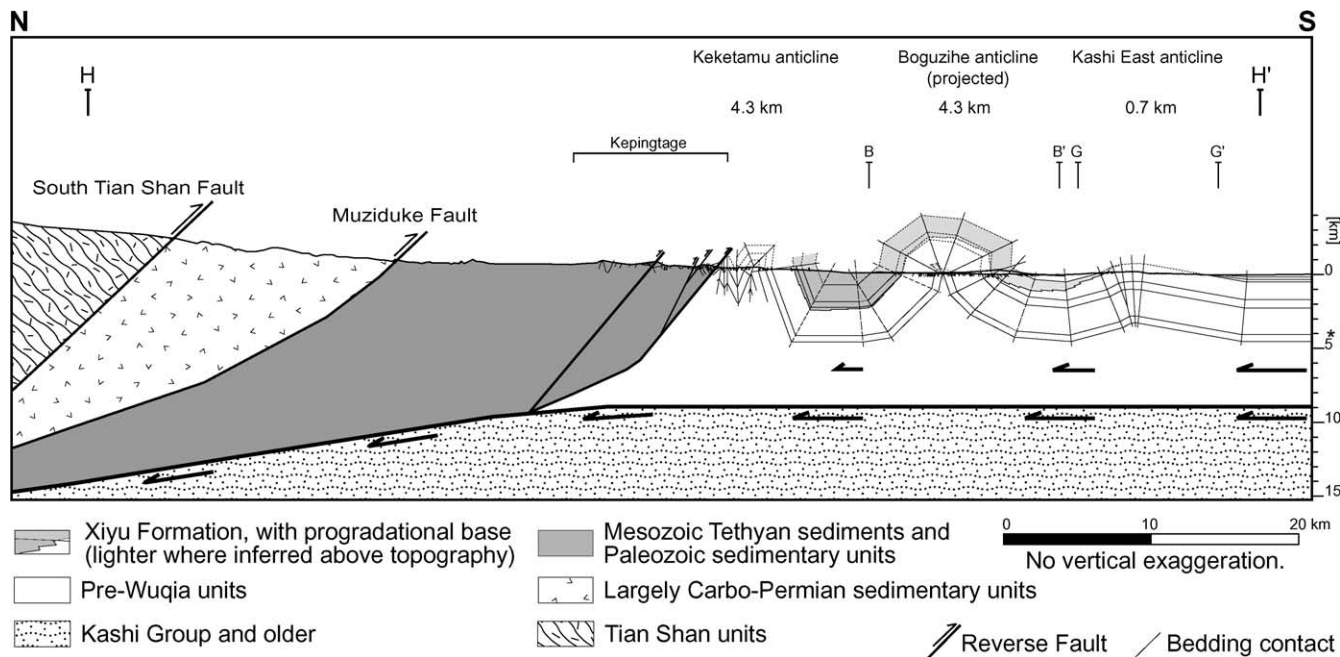 N S
H
Keketamu anticline
4.3 km
Boguzihe anticline
(projected)
4.3 km
Kashi East anticline
0.7 km
H'
Kepingtage
B
B' G
G'
South Tian Shan Fault
Muziduke Fault
[km]
0
*
5
10
15
Xiyu Formation, with progradational base
(lighter where inferred above topography)
Pre-Wuqia units
Kashi Group and older
Mesozoic Tethyan sediments and
Paleozoic sedimentary units
Largely Carbo-Permian sedimentary units
Tian Shan units
0 10 20 km
No vertical exaggeration.
Reverse Fault
Bedding contact